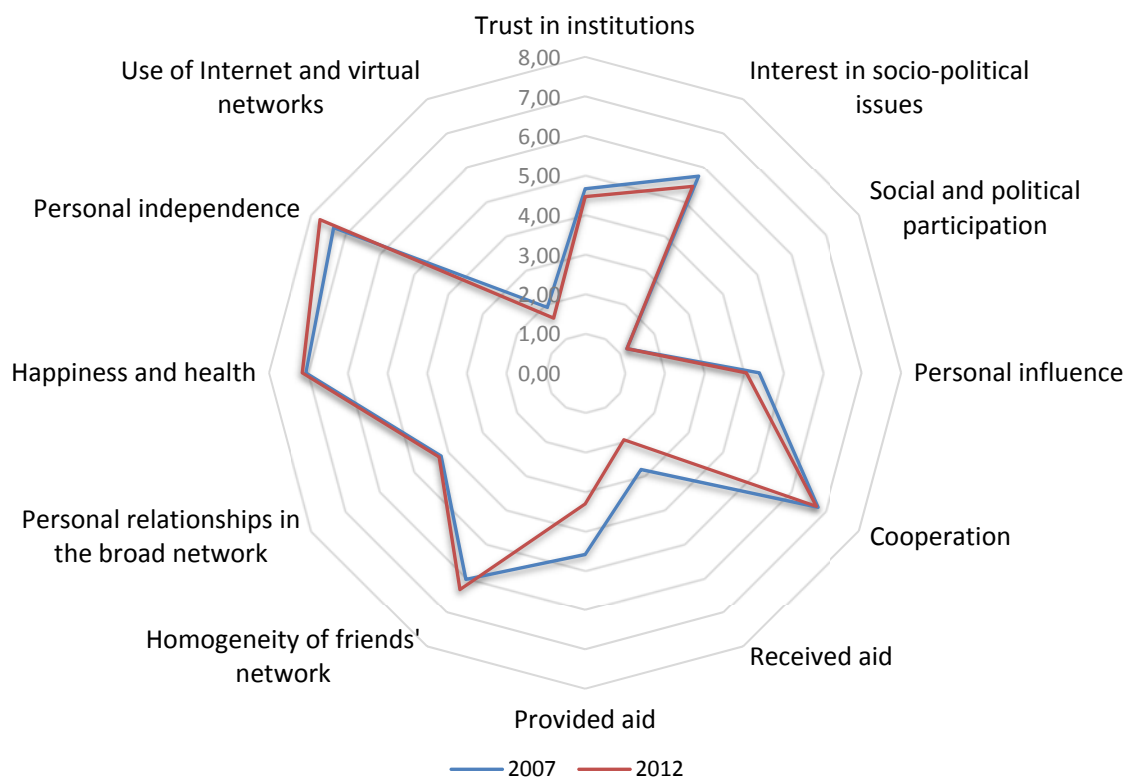 Trust in institutions
8,00
7,00
6,00
5,00
4,00
3,00
2,00
1,00
0,00
Interest in socio-political
issues
Social and political
participation
Personal influence
Cooperation
Received aid
Provided aid
Homogeneity of friends'
network
Personal relationships in
the broad network
Happiness and health
Personal independence
Use of Internet and virtual
networks
2007
2012